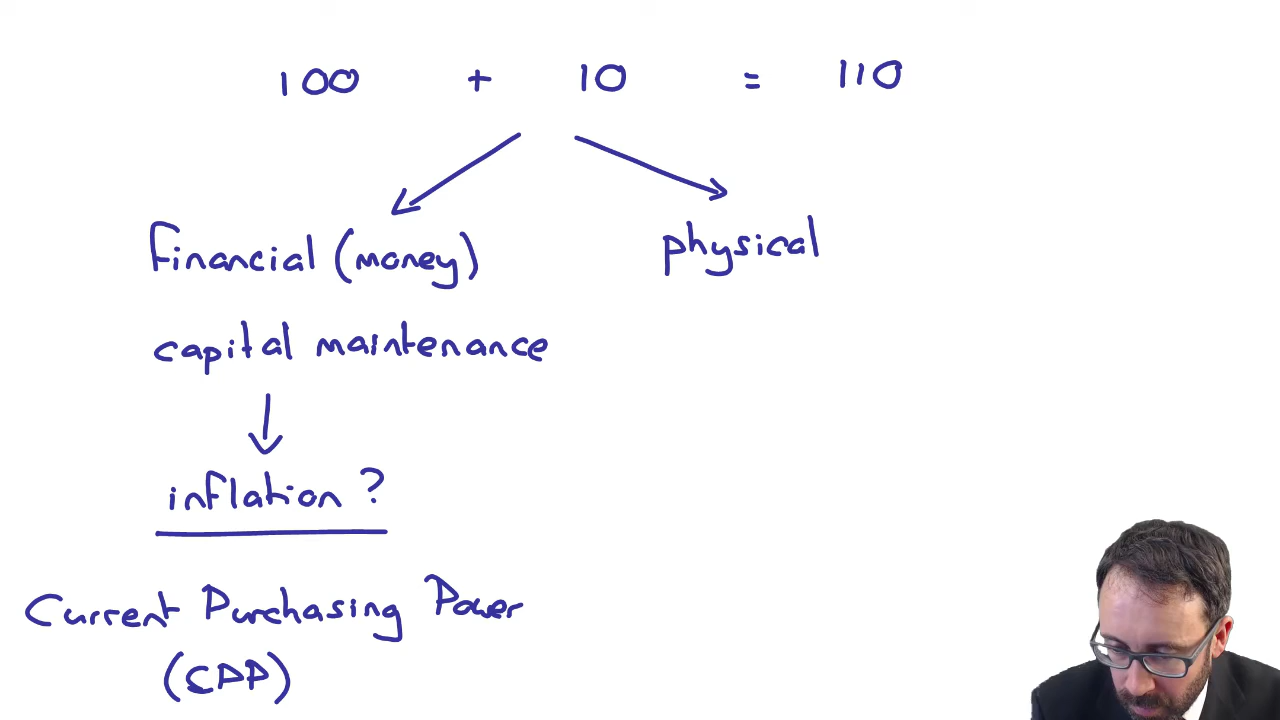 100 + 10 = 110
Financial (money) physical
capital maintenance
inflation ?
Current Purchasing Power
(CPP)